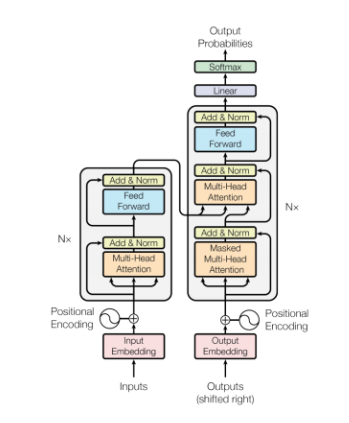 Output
Probabilities
Softmax
Linear
Add & Norm
Feed
Forward
Add & Norm
Multi-Head
Attention
Add & Norm
Masked
Multi-Head
Attention
Nx
Add & Norm
Feed
Forward
Add & Norm
Multi-Head
Attention
Nx
Positional
Encoding
Positional
Encoding
Input
Embedding
Output
Embedding
Inputs
Outputs
(shifted right)